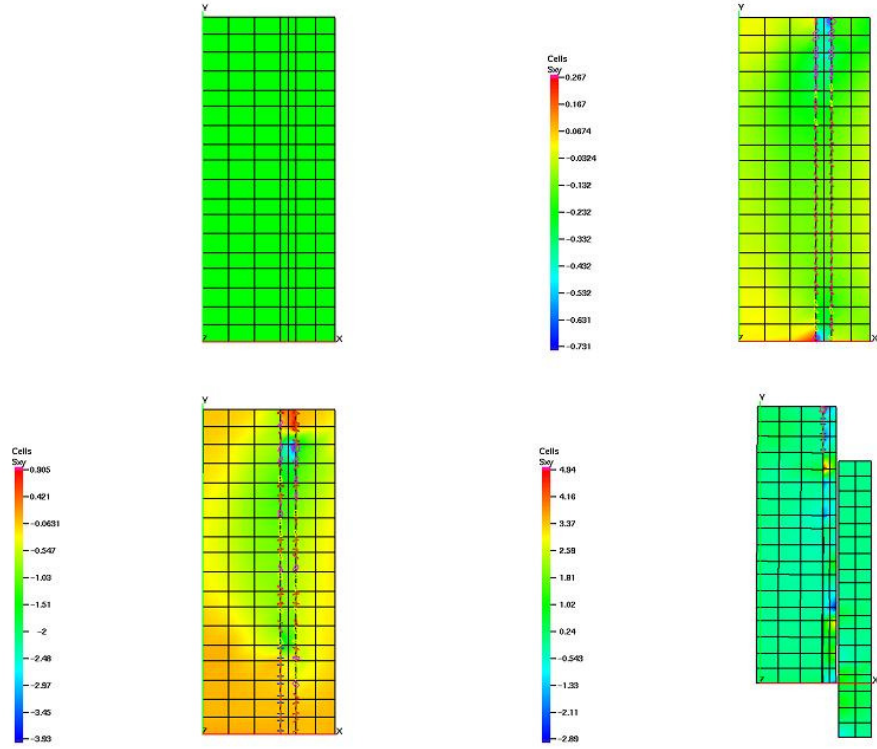 Y
Z X
Cells
Sxy
0.267
0.167
0.0674
-0.0324
-0.132
-0.232
-0.332
-0.432
-0.532
-0.631
-0.731
Y
Z X
Cells
Sxy
0.905
0.421
-0.0631
-0.547
-1.03
-1.51
-2
-2.48
-2.97
-3.45
-3.93
Y
Z X
Cells
Sxy
4.94
4.16
3.37
2.59
1.81
1.02
0.24
-0.543
-1.33
-2.11
-2.89
Y
Z X